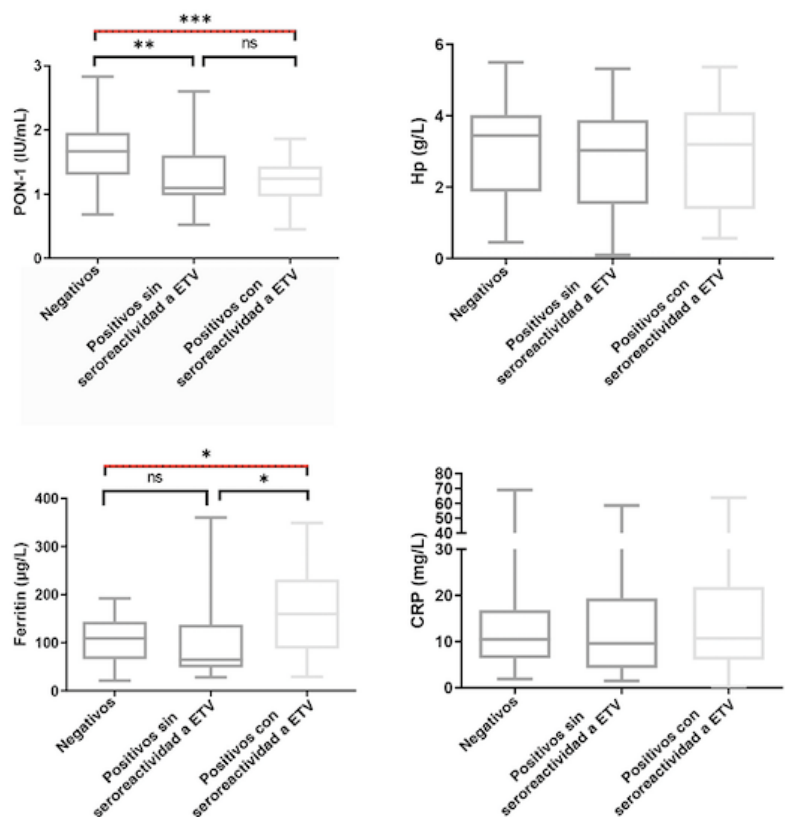 ***
** ns
3
2
1
0
PON-1 (IU/mL)
Negativos
Positivos sin
seroreactividad a ETV
Positivos con
seroreactividad a ETV
6
4
2
0
Hp (g/L)
Negativos
Positivos sin
seroreactividad a ETV
Positivos con
seroreactividad a ETV
*
ns *
400
300
200
100
0
Ferritin (µg/L)
Negativos
Positivos sin
seroreactividad a ETV
Positivos con
seroreactividad a ETV
80
70
60
50
40
30
20
10
0
CRP (mg/L)
Negativos
Positivos sin
seroreactividad a ETV
Positivos con
seroreactividad a ETV